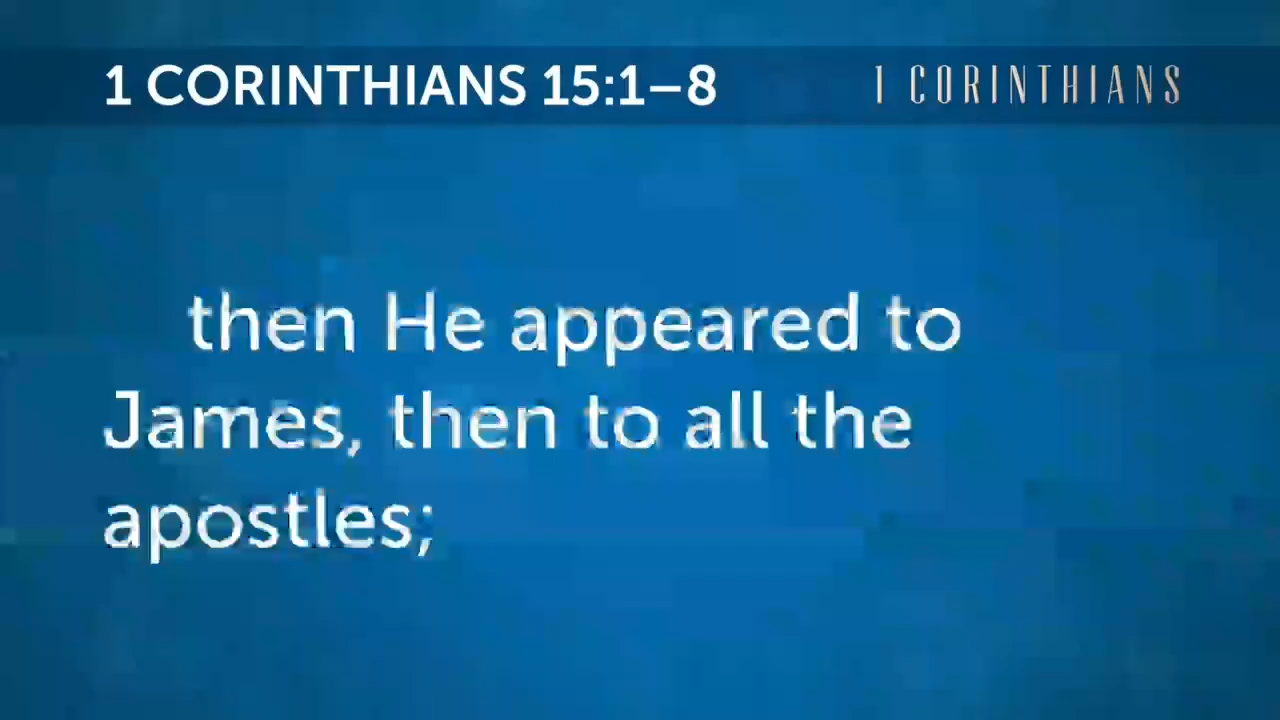 1 CORINTHIANS 15:1–8
1 CORINTHIANS
then He appeared to
James, then to all the
apostles;